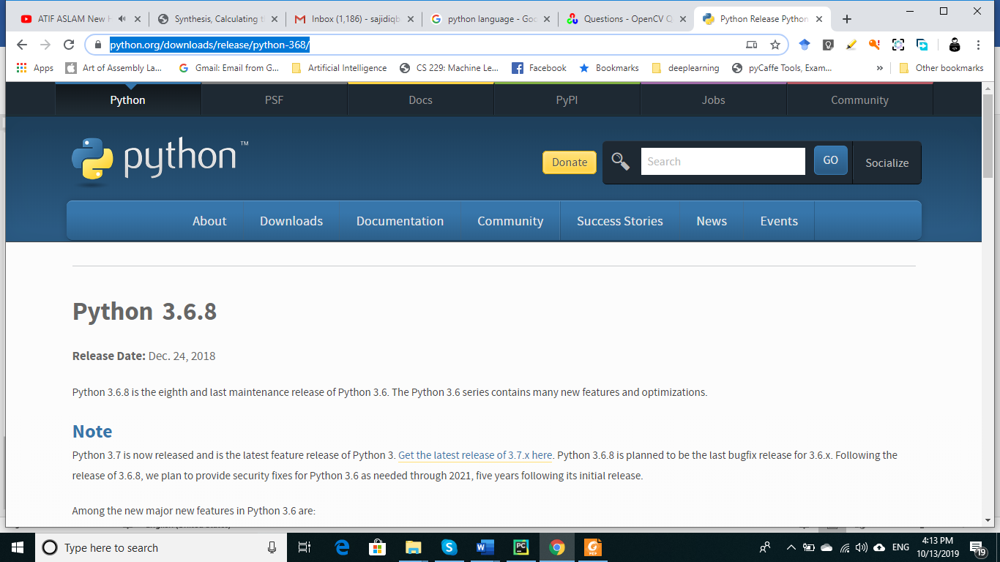 ATIF ASLAM New H
Synthesis, Calculating t
Inbox (1,186) - sajidiqb
python language - Goo
Questions - OpenCV Q
Python Release Python
python.org/downloads/release/python-368/
Apps
Art of Assembly La...
Gmail: Email from G...
Artificial Intelligence
CS 229: Machine Le...
Facebook
Bookmarks
deeplearning
pyCaffe Tools, Exam...
»
Other bookmarks
Python PSF Docs PyPI Jobs Community
python ™
Donate
Search
GO
Socialize
About Downloads Documentation Community Success Stories News Events
Python 3.6.8
Release Date: Dec. 24, 2018
Python 3.6.8 is the eighth and last maintenance release of Python 3.6. The Python 3.6 series contains many new features and optimizations.
Note
Python 3.7 is now released and is the latest feature release of Python 3. Get the latest release of 3.7.x here. Python 3.6.8 is planned to be the last bugfix release for 3.6.x. Following the
release of 3.6.8, we plan to provide security fixes for Python 3.6 as needed through 2021, five years following its initial release.
Among the new major new features in Python 3.6 are:
Type here to search
PC
PDF
ENG
4:13 PM
10/13/2019
19